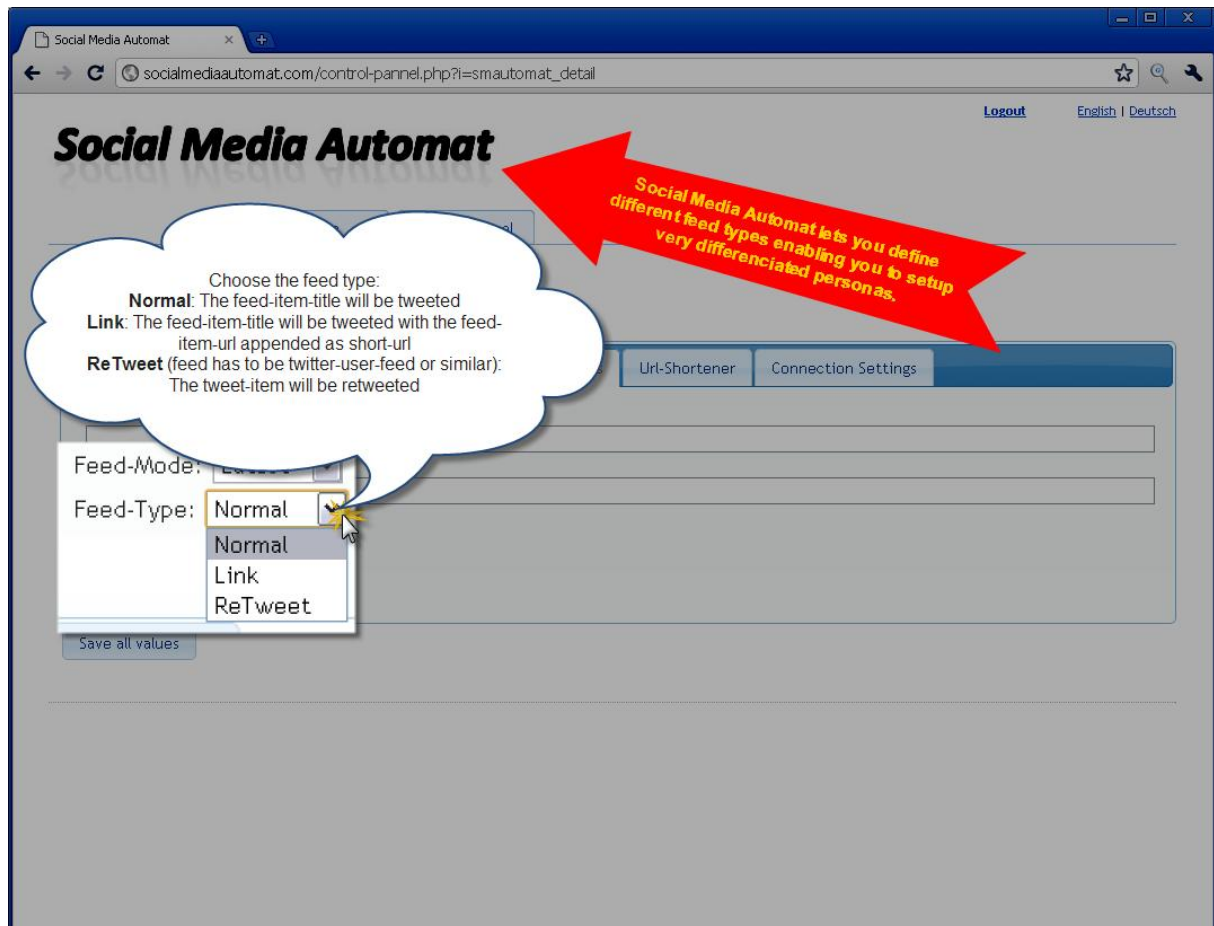 Social Media Automat
socialmediaautomat.com/control-pannel.php?i=smautomat_detail
Logout English | Deutsch
Social Media Automat
Social Media Automat lets you define
different feed types enabling you to setup
very differenciated personas.
Choose the feed type:
Normal: The feed-item-title will be tweeted
Link: The feed-item-title will be tweeted with the feed-
item-url appended as short-url
ReTweet (feed has to be twitter-user-feed or similar):
The tweet-item will be retweeted
Url-Shortener Connection Settings
Feed-Mode:
Feed-Type: Normal
Normal
Link
ReTweet
Save all values